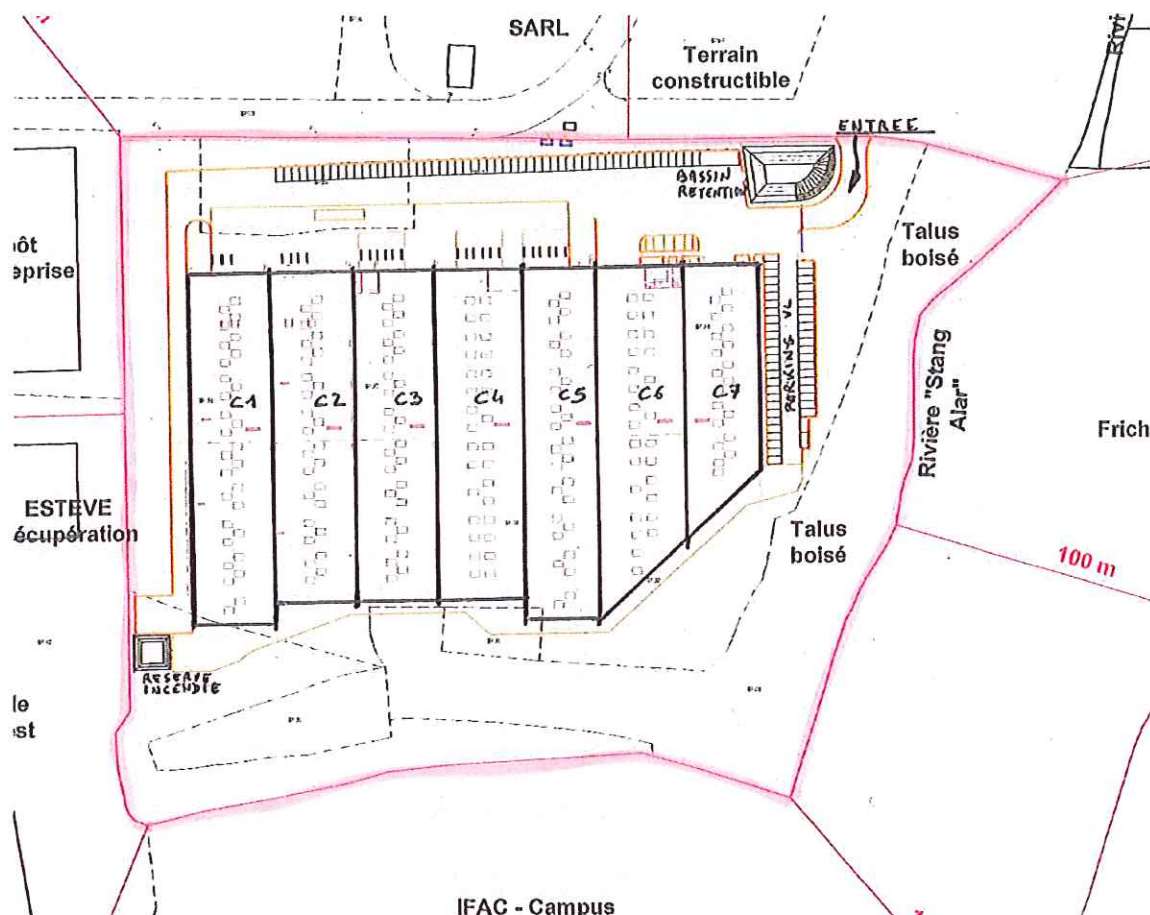 SARL
Terrain
constructible
ENTREE
BASSIN
RETENTION
Talus
boisé
ôt
eprise
PARKING VL
C1
C2
C3
C4
C5
C6
C7
Rivière "Stang
Alar"
Frich
ESTEVE
écupération
Talus
boisé
100 m
RESERVE
INCENDIE
le
st
IFAC - Campus